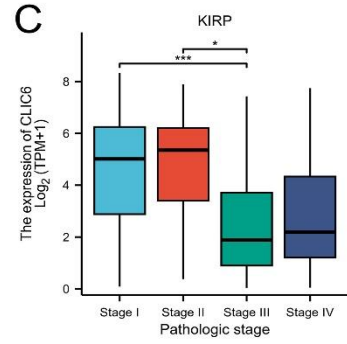 C
KIRP
*
***
The expression of CLIC6
Log₂ (TPM+1)
8
6
4
2
0
Stage I Stage II Stage III Stage IV
Pathologic stage